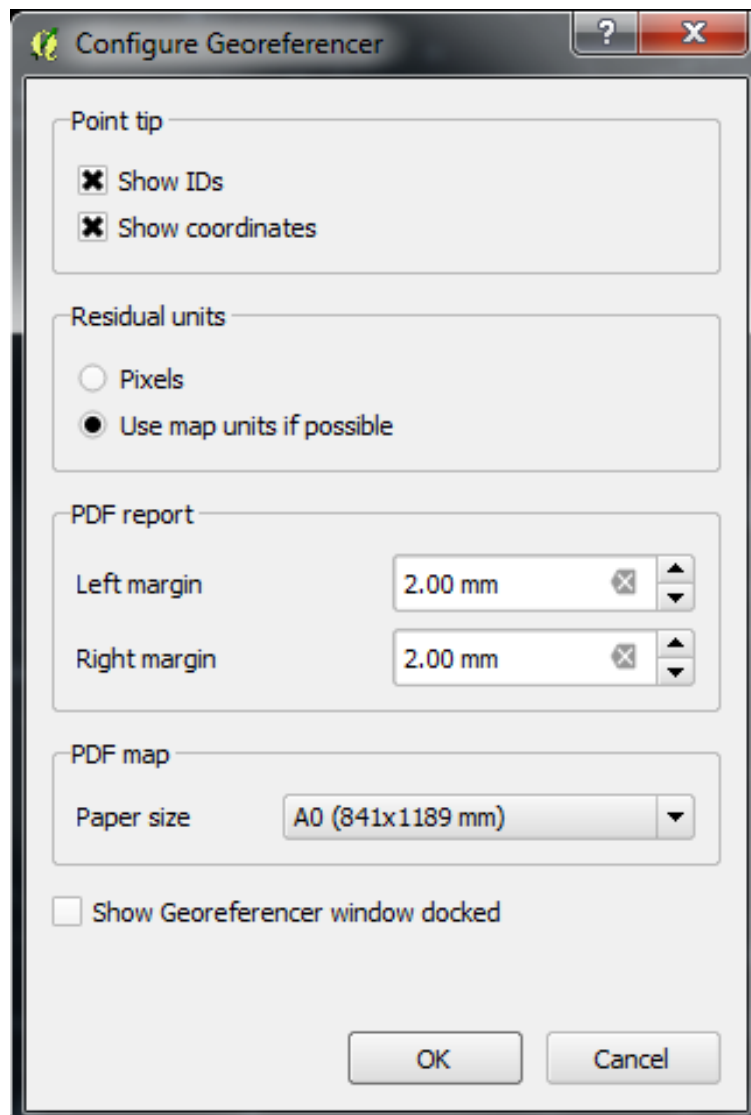 Configure Georeferencer
?
Point tip
Show IDs
Show coordinates
Residual units
Pixels
Use map units if possible
PDF report
Left margin 2.00 mm
Right margin 2.00 mm
PDF map
Paper size A0 (841x1189 mm)
Show Georeferencer window docked
OK Cancel